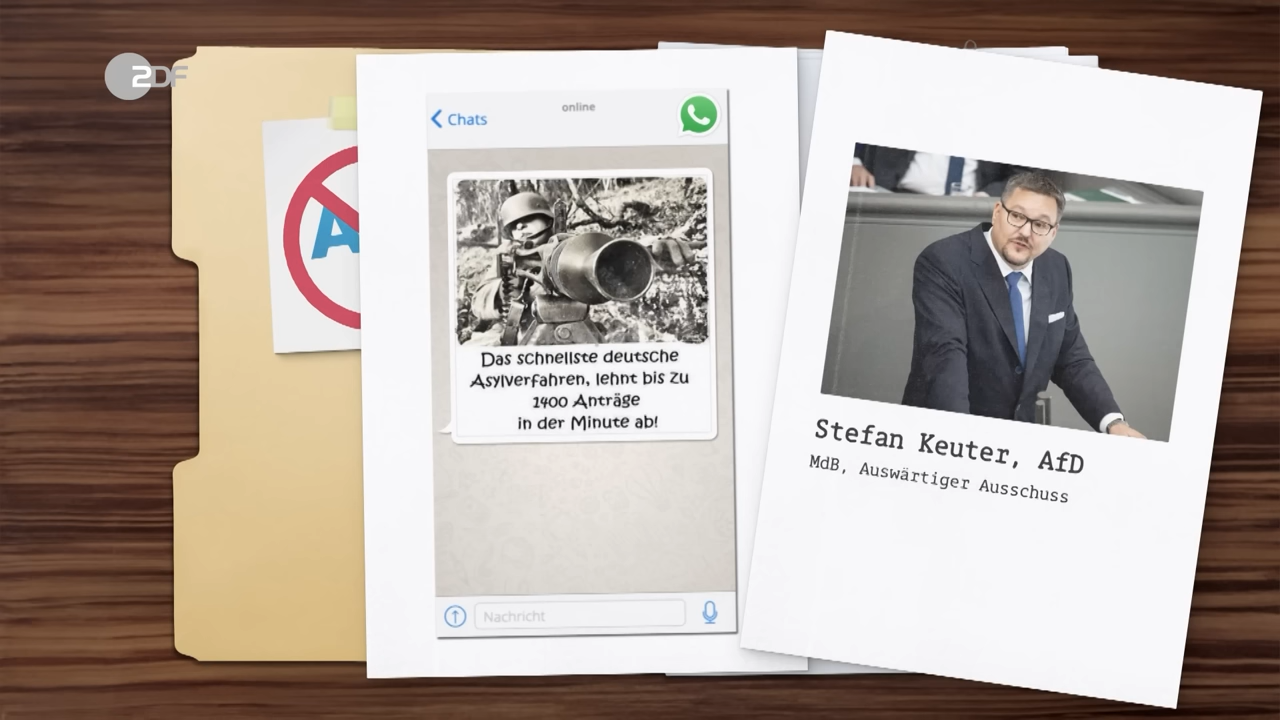 ZDF
A
Chats
online
Das schnellste deutsche
Asylverfahren, lehnt bis zu
1400 Anträge
in der Minute ab!
Nachricht
Stefan Keuter, AfD
MdB, Auswärtiger Ausschuss